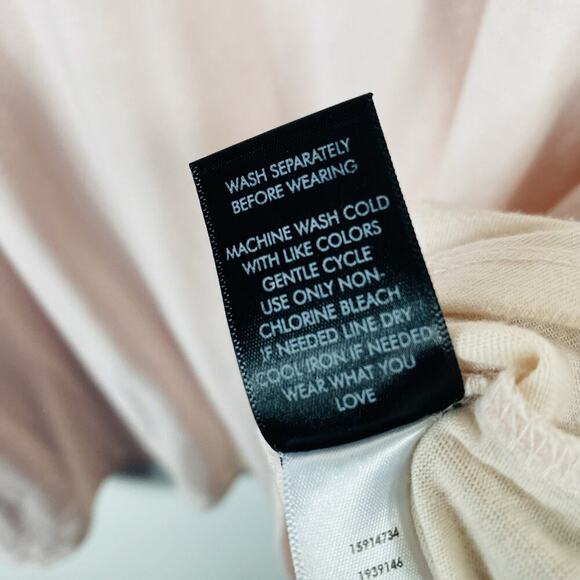 WASH SEPARATELY
BEFORE WEARING
MACHINE WASH COLD
WITH LIKE COLORS
GENTLE CYCLE
USE ONLY NON-
CHLORINE BLEACH
IF NEEDED LINE DRY
COOL IRON IF NEEDED
WEAR WHAT YOU
LOVE
15914734
1939146